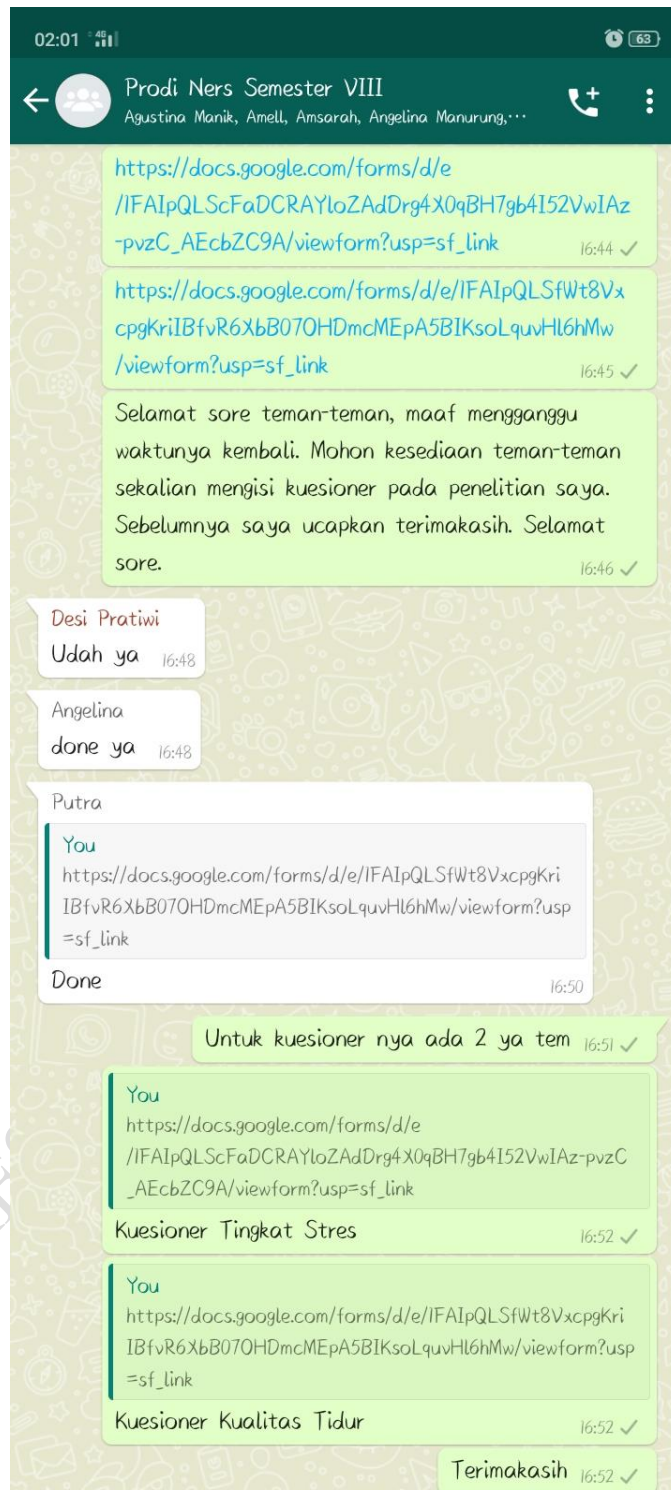 02:01 4G 63
Prodi Ners Semester VIII
Agustina Manik, Amell, Amsarah, Angelina Manurung,...
https://docs.google.com/forms/d/e
/1FAIpQLScFaDCRAYloZAdDrg4X0qBH7gb4I52VwIAz
-pvzC_AEcbZC9A/viewform?usp=sf_link 16:44
https://docs.google.com/forms/d/e/1FAIpQLSfWt8Vx
cpgKriIBfvR6XbB07OHDmcMEpA5BIKsoLquvHl6hMw
/viewform?usp=sf_link 16:45
Selamat sore teman-teman, maaf mengganggu
waktunya kembali. Mohon kesediaan teman-teman
sekalian mengisi kuesioner pada penelitian saya.
Sebelumnya saya ucapkan terimakasih. Selamat
sore. 16:46
Desi Pratiwi
Udah ya 16:48
Angelina
done ya 16:48
Putra
You
https://docs.google.com/forms/d/e/1FAIpQLSfWt8VxcpgKri
IBfvR6XbB07OHDmcMEpA5BIKsoLquvHl6hMw/viewform?usp
=sf_link
Done 16:50
Untuk kuesioner nya ada 2 ya tem 16:51
You
https://docs.google.com/forms/d/e
/1FAIpQLScFaDCRAYloZAdDrg4X0qBH7gb4I52VwIAz-pvzC
_AEcbZC9A/viewform?usp=sf_link
Kuesioner Tingkat Stres 16:52
You
https://docs.google.com/forms/d/e/1FAIpQLSfWt8VxcpgKri
IBfvR6XbB07OHDmcMEpA5BIKsoLquvHl6hMw/viewform?usp
=sf_link
Kuesioner Kualitas Tidur 16:52
Terimakasih 16:52